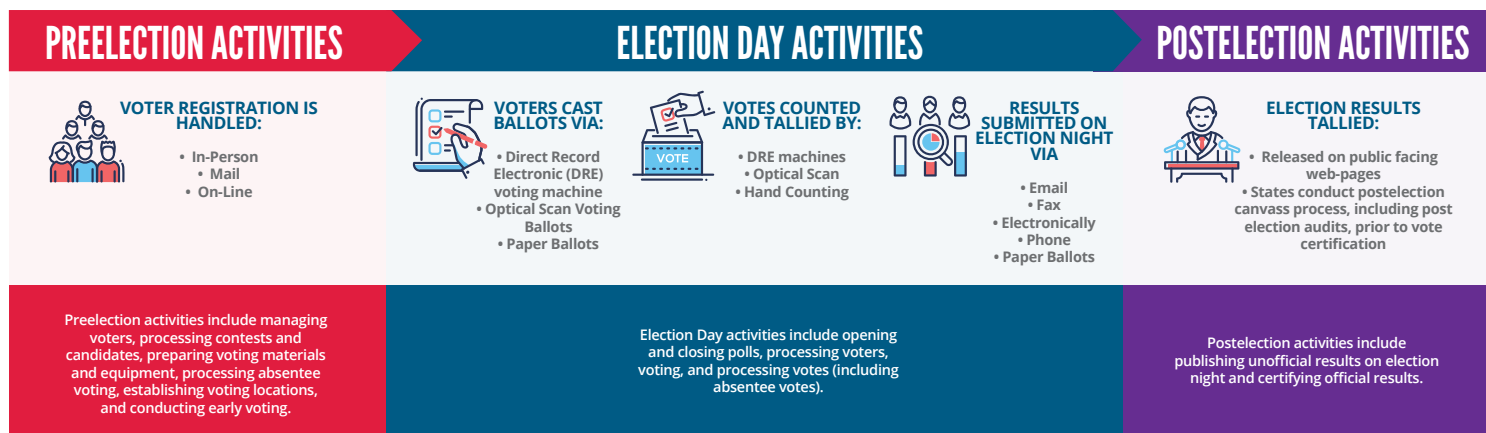 PREELECTION ACTIVITIES
ELECTION DAY ACTIVITIES
POSTELECTION ACTIVITIES
VOTER REGISTRATION IS
HANDLED:
• In-Person
• Mail
• On-Line
VOTERS CAST
BALLOTS VIA:
• Direct Record
Electronic (DRE)
voting machine
• Optical Scan Voting
Ballots
• Paper Ballots
VOTE
VOTES COUNTED
AND TALLIED BY:
• DRE machines
• Optical Scan
• Hand Counting
RESULTS
SUBMITTED ON
ELECTION NIGHT
VIA
• Email
• Fax
• Electronically
• Phone
• Paper Ballots
ELECTION RESULTS
TALLIED:
• Released on public facing
web-pages
• States conduct postelection
canvass process, including post
election audits, prior to vote
certification
Preelection activities include managing
voters, processing contests and
candidates, preparing voting materials
and equipment, processing absentee
voting, establishing voting locations,
and conducting early voting.
Election Day activities include opening
and closing polls, processing voters,
voting, and processing votes (including
absentee votes).
Postelection activities include
publishing unofficial results on election
night and certifying official results.